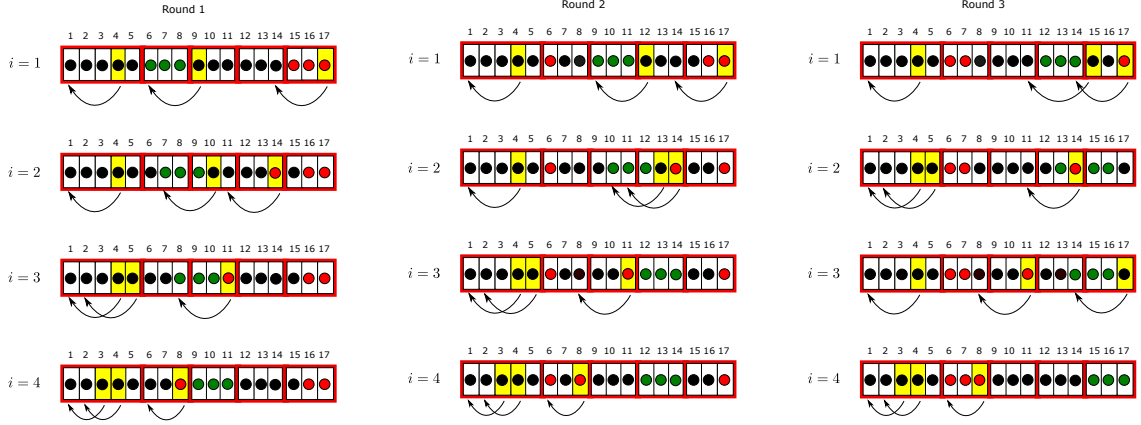 Round 1
1 2 3 4 5 6 7 8 9 10 11 12 13 14 15 16 17
i = 1
1 2 3 4 5 6 7 8 9 10 11 12 13 14 15 16 17
i = 2
1 2 3 4 5 6 7 8 9 10 11 12 13 14 15 16 17
i = 3
1 2 3 4 5 6 7 8 9 10 11 12 13 14 15 16 17
i = 4
Round 2
1 2 3 4 5 6 7 8 9 10 11 12 13 14 15 16 17
i = 1
1 2 3 4 5 6 7 8 9 10 11 12 13 14 15 16 17
i = 2
1 2 3 4 5 6 7 8 9 10 11 12 13 14 15 16 17
i = 3
1 2 3 4 5 6 7 8 9 10 11 12 13 14 15 16 17
i = 4
Round 3
1 2 3 4 5 6 7 8 9 10 11 12 13 14 15 16 17
i = 1
1 2 3 4 5 6 7 8 9 10 11 12 13 14 15 16 17
i = 2
1 2 3 4 5 6 7 8 9 10 11 12 13 14 15 16 17
i = 3
1 2 3 4 5 6 7 8 9 10 11 12 13 14 15 16 17
i = 4